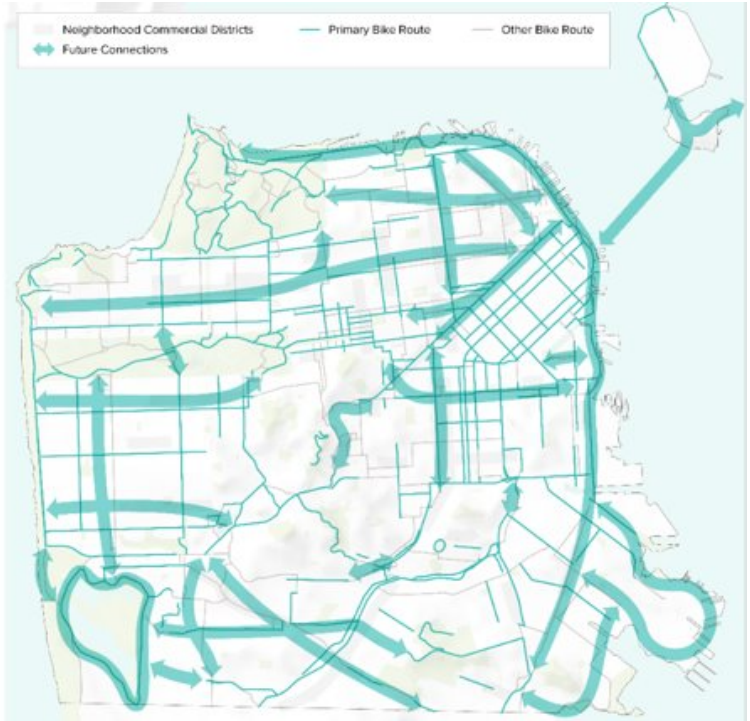 Neighborhood Commercial Districts
Primary Bike Route
Other Bike Route
Future Connections